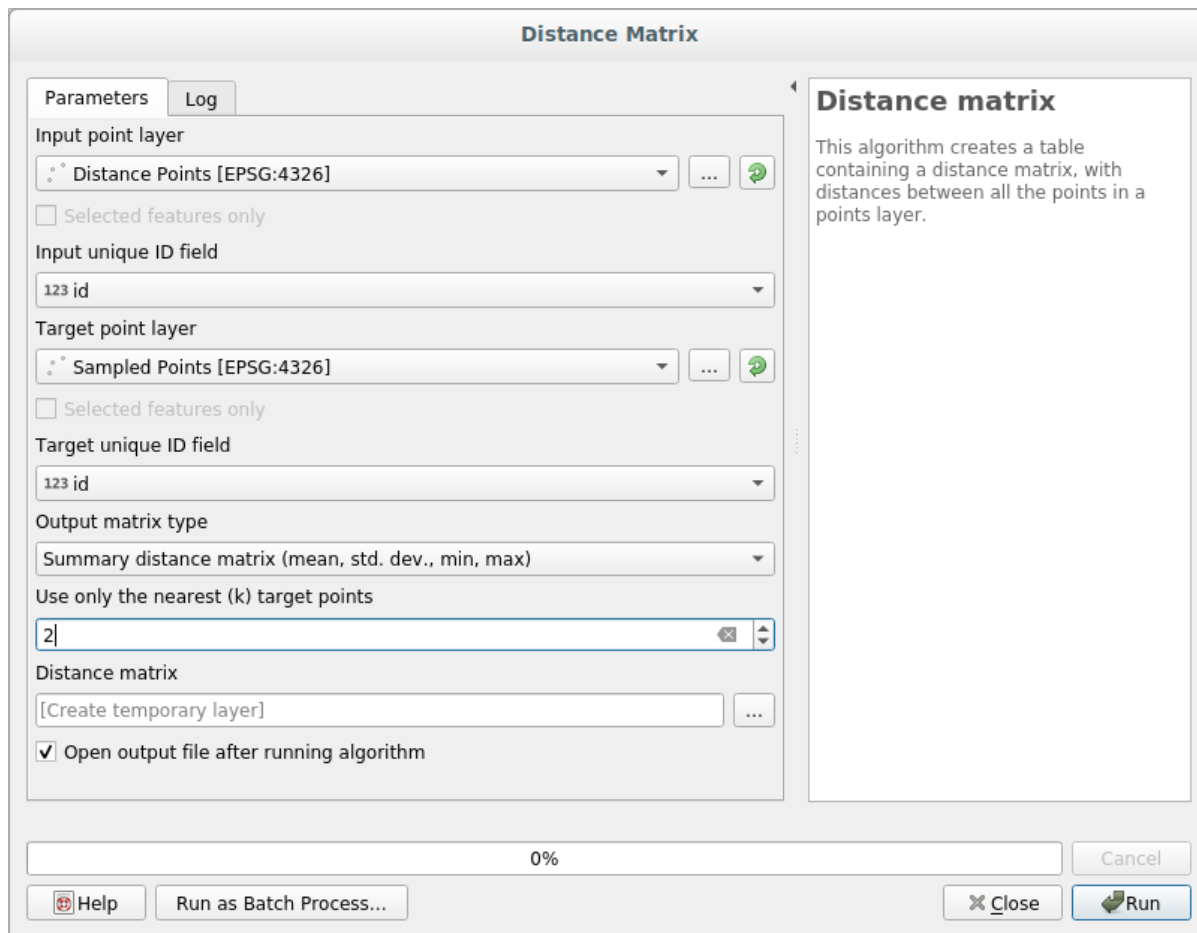 Distance Matrix
Parameters
Log
Input point layer
Distance Points [EPSG:4326]
...
Selected features only
Input unique ID field
123 id
Target point layer
Sampled Points [EPSG:4326]
...
Selected features only
Target unique ID field
123 id
Output matrix type
Summary distance matrix (mean, std. dev., min, max)
Use only the nearest (k) target points
2
Distance matrix
[Create temporary layer]
...
Open output file after running algorithm
Distance matrix
This algorithm creates a table
containing a distance matrix, with
distances between all the points in a
points layer.
0%
Cancel
Help
Run as Batch Process...
Close
Run